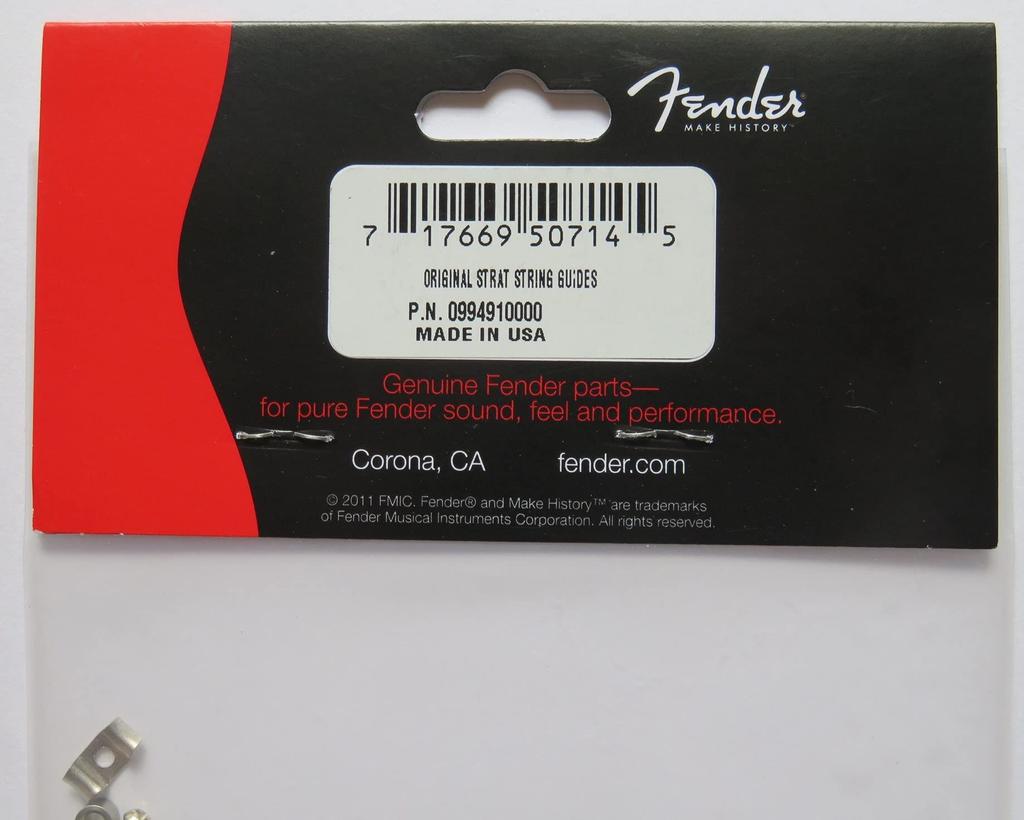 Fender®
MAKE HISTORY™
7 17669 50714 5
ORIGINAL STRAT STRING GUIDES
P.N. 0994910000
MADE IN USA
Genuine Fender parts—
for pure Fender sound, feel and performance.
Corona, CA fender.com
© 2011 FMIC. Fender® and Make History™ are trademarks
of Fender Musical Instruments Corporation. All rights reserved.